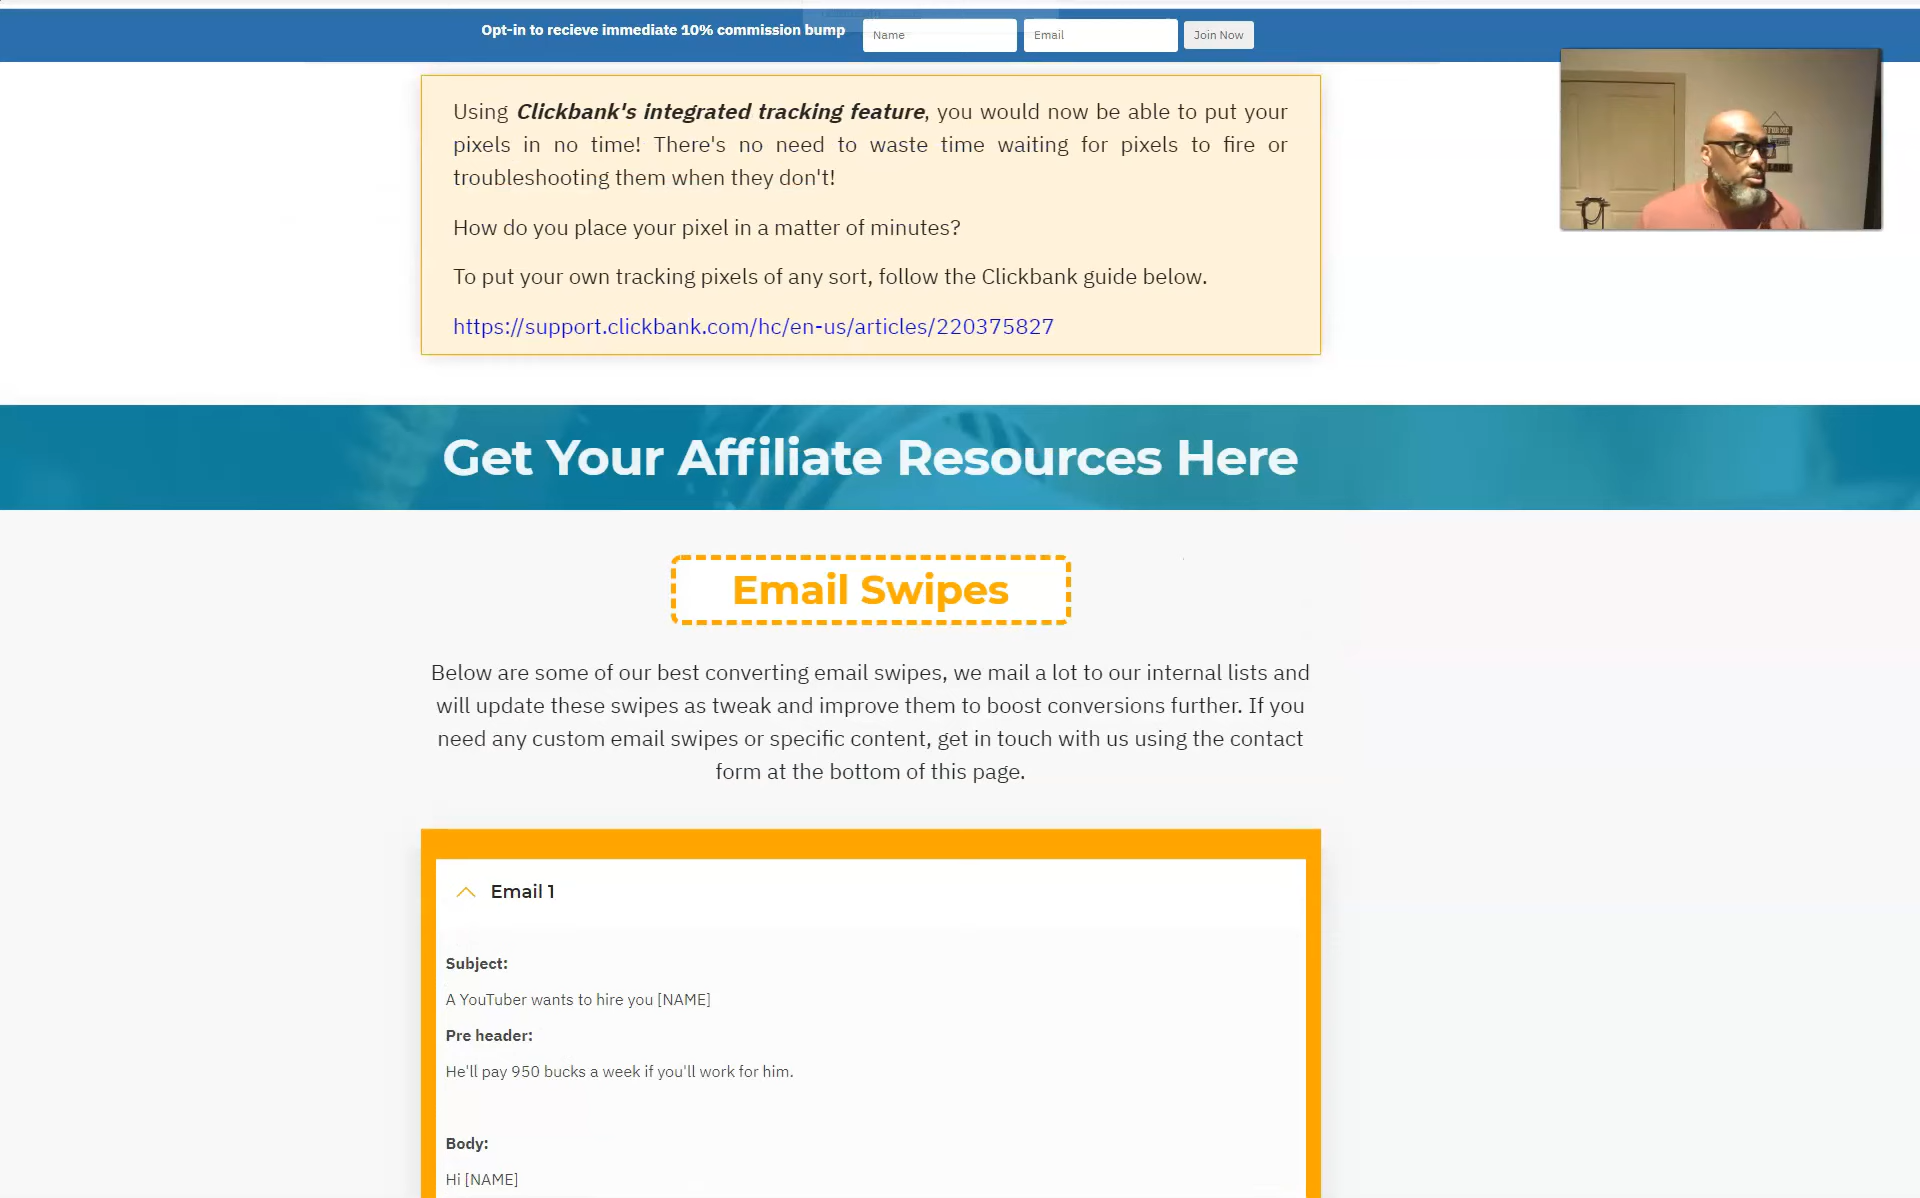 Opt-in to recieve immediate 10% commission bump
Name
Email
Join Now
Using Clickbank's integrated tracking feature, you would now be able to put your
pixels in no time! There's no need to waste time waiting for pixels to fire or
troubleshooting them when they don't!
How do you place your pixel in a matter of minutes?
To put your own tracking pixels of any sort, follow the Clickbank guide below.
https://support.clickbank.com/hc/en-us/articles/220375827
Get Your Affiliate Resources Here
Email Swipes
Below are some of our best converting email swipes, we mail a lot to our internal lists and
will update these swipes as tweak and improve them to boost conversions further. If you
need any custom email swipes or specific content, get in touch with us using the contact
form at the bottom of this page.
Email 1
Subject:
A YouTuber wants to hire you [NAME]
Pre header:
He'll pay 950 bucks a week if you'll work for him.
Body:
Hi [NAME]